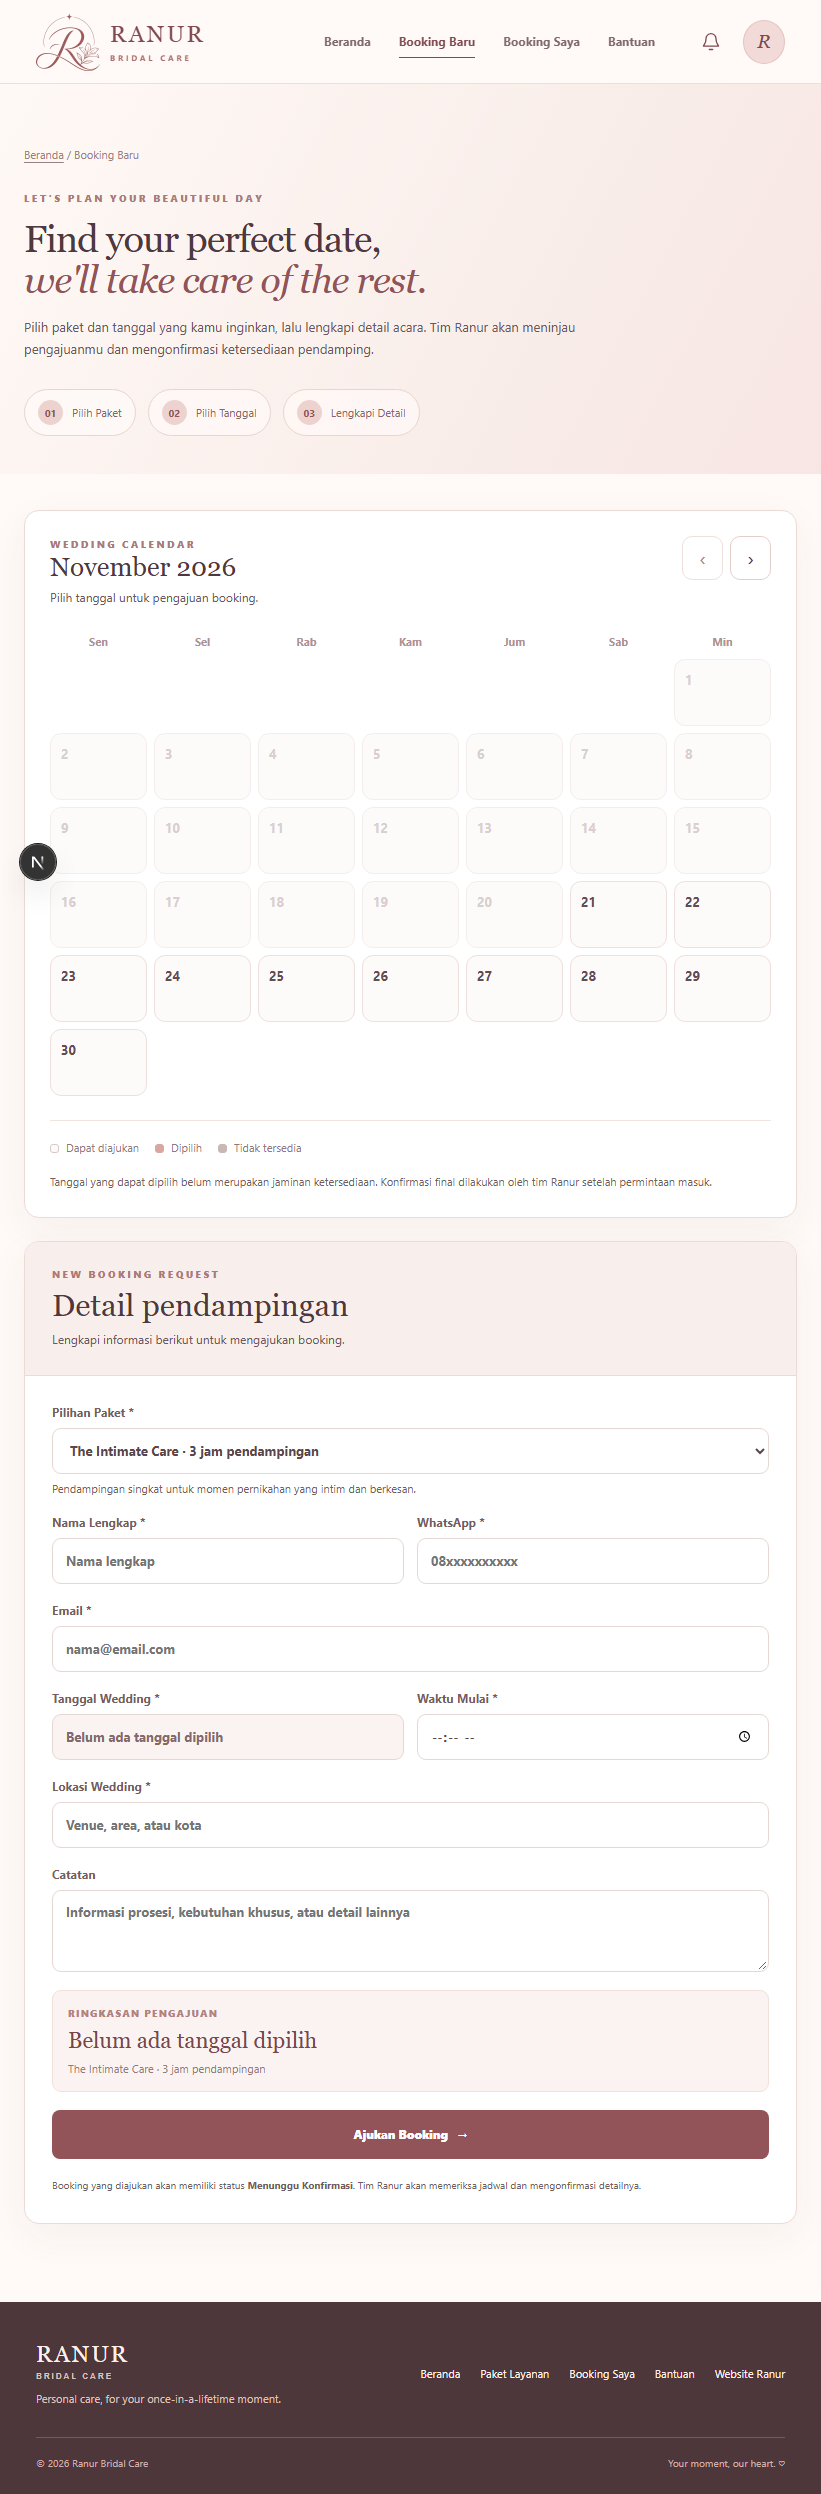 RANUR
BRIDAL CARE
Beranda
Booking Baru
Booking Saya
Bantuan
R
Beranda / Booking Baru
LET'S PLAN YOUR BEAUTIFUL DAY
Find your perfect date,
we'll take care of the rest.
Pilih paket dan tanggal yang kamu inginkan, lalu lengkapi detail acara. Tim Ranur akan meninjau
pengajuanmu dan mengonfirmasi ketersediaan pendamping.
01 Pilih Paket
02 Pilih Tanggal
03 Lengkapi Detail
WEDDING CALENDAR
November 2026
Pilih tanggal untuk pengajuan booking.
‹ ›
Sen Sel Rab Kam Jum Sab Min
1
2 3 4 5 6 7 8
9 10 11 12 13 14 15
16 17 18 19 20 21 22
23 24 25 26 27 28 29
30
N
Dapat diajukan Dipilih Tidak tersedia
Tanggal yang dapat dipilih belum merupakan jaminan ketersediaan. Konfirmasi final dilakukan oleh tim Ranur setelah permintaan masuk.
NEW BOOKING REQUEST
Detail pendampingan
Lengkapi informasi berikut untuk mengajukan booking.
Pilihan Paket *
The Intimate Care · 3 jam pendampingan
Pendampingan singkat untuk momen pernikahan yang intim dan berkesan.
Nama Lengkap *
Nama lengkap
WhatsApp *
08xxxxxxxxxx
Email *
nama@email.com
Tanggal Wedding *
Belum ada tanggal dipilih
Waktu Mulai *
--:-- --
Lokasi Wedding *
Venue, area, atau kota
Catatan
Informasi prosesi, kebutuhan khusus, atau detail lainnya
RINGKASAN PENGAJUAN
Belum ada tanggal dipilih
The Intimate Care · 3 jam pendampingan
Ajukan Booking →
Booking yang diajukan akan memiliki status Menunggu Konfirmasi. Tim Ranur akan memeriksa jadwal dan mengonfirmasi detailnya.
RANUR
BRIDAL CARE
Personal care, for your once-in-a-lifetime moment.
Beranda
Paket Layanan
Booking Saya
Bantuan
Website Ranur
© 2026 Ranur Bridal Care
Your moment, our heart. ♡